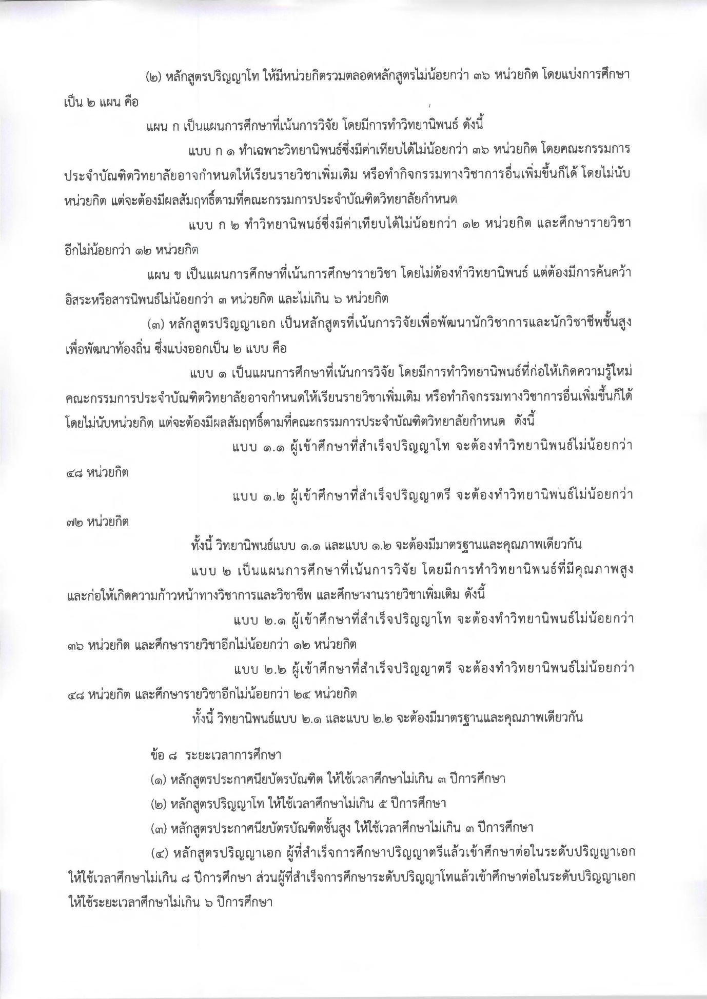 (๒) หลักสูตรปริญญาโท ให้มีหน่วยกิตรวมตลอดหลักสูตรไม่น้อยกว่า ๓๖ หน่วยกิต โดยแบ่งการศึกษา
เป็น ๒ แผน คือ
แผน ก เป็นแผนการศึกษาที่เน้นการวิจัย โดยมีการทำวิทยานิพนธ์ ดังนี้
แบบ ก ๑ ทำเฉพาะวิทยานิพนธ์ซึ่งมีค่าเทียบได้ไม่น้อยกว่า ๓๖ หน่วยกิต โดยคณะกรรมการ
ประจำบัณฑิตวิทยาลัยอาจกำหนดให้เรียนรายวิชาเพิ่มเติม หรือทำกิจกรรมทางวิชาการอื่นเพิ่มขึ้นก็ได้ โดยไม่นับ
หน่วยกิต แต่จะต้องมีผลสัมฤทธิ์ตามที่คณะกรรมการประจำบัณฑิตวิทยาลัยกำหนด
แบบ ก ๒ ทำวิทยานิพนธ์ซึ่งมีค่าเทียบได้ไม่น้อยกว่า ๑๒ หน่วยกิต และศึกษารายวิชา
อีกไม่น้อยกว่า ๑๒ หน่วยกิต
แผน ข เป็นแผนการศึกษาที่เน้นการศึกษารายวิชา โดยไม่ต้องทำวิทยานิพนธ์ แต่ต้องมีการค้นคว้า
อิสระหรือสารนิพนธ์ไม่น้อยกว่า ๓ หน่วยกิต และไม่เกิน ๖ หน่วยกิต
(๓) หลักสูตรปริญญาเอก เป็นหลักสูตรที่เน้นการวิจัยเพื่อพัฒนานักวิชาการและนักวิชาชีพชั้นสูง
เพื่อพัฒนาท้องถิ่น ซึ่งแบ่งออกเป็น ๒ แบบ คือ
แบบ ๑ เป็นแผนการศึกษาที่เน้นการวิจัย โดยมีการทำวิทยานิพนธ์ที่ก่อให้เกิดความรู้ใหม่
คณะกรรมการประจำบัณฑิตวิทยาลัยอาจกำหนดให้เรียนรายวิชาเพิ่มเติม หรือทำกิจกรรมทางวิชาการอื่นเพิ่มขึ้นก็ได้
โดยไม่นับหน่วยกิต แต่จะต้องมีผลสัมฤทธิ์ตามที่คณะกรรมการประจำบัณฑิตวิทยาลัยกำหนด ดังนี้
แบบ ๑.๑ ผู้เข้าศึกษาที่สำเร็จปริญญาโท จะต้องทำวิทยานิพนธ์ไม่น้อยกว่า
๔๘ หน่วยกิต
แบบ ๑.๒ ผู้เข้าศึกษาที่สำเร็จปริญญาตรี จะต้องทำวิทยานิพนธ์ไม่น้อยกว่า
๗๒ หน่วยกิต
ทั้งนี้ วิทยานิพนธ์แบบ ๑.๑ และแบบ ๑.๒ จะต้องมีมาตรฐานและคุณภาพเดียวกัน
แบบ ๒ เป็นแผนการศึกษาที่เน้นการวิจัย โดยมีการทำวิทยานิพนธ์ที่มีคุณภาพสูง
และก่อให้เกิดความก้าวหน้าทางวิชาการและวิชาชีพ และศึกษางานรายวิชาเพิ่มเติม ดังนี้
แบบ ๒.๑ ผู้เข้าศึกษาที่สำเร็จปริญญาโท จะต้องทำวิทยานิพนธ์ไม่น้อยกว่า
๓๖ หน่วยกิต และศึกษารายวิชาอีกไม่น้อยกว่า ๑๒ หน่วยกิต
แบบ ๒.๒ ผู้เข้าศึกษาที่สำเร็จปริญญาตรี จะต้องทำวิทยานิพนธ์ไม่น้อยกว่า
๔๘ หน่วยกิต และศึกษารายวิชาอีกไม่น้อยกว่า ๒๔ หน่วยกิต
ทั้งนี้ วิทยานิพนธ์แบบ ๒.๑ และแบบ ๒.๒ จะต้องมีมาตรฐานและคุณภาพเดียวกัน
ข้อ ๘ ระยะเวลาการศึกษา
(๑) หลักสูตรประกาศนียบัตรบัณฑิต ให้ใช้เวลาศึกษาไม่เกิน ๓ ปีการศึกษา
(๒) หลักสูตรปริญญาโท ให้ใช้เวลาศึกษาไม่เกิน ๕ ปีการศึกษา
(๓) หลักสูตรประกาศนียบัตรบัณฑิตชั้นสูง ให้ใช้เวลาศึกษาไม่เกิน ๓ ปีการศึกษา
(๔) หลักสูตรปริญญาเอก ผู้ที่สำเร็จการศึกษาปริญญาตรีแล้วเข้าศึกษาต่อในระดับปริญญาเอก
ให้ใช้เวลาศึกษาไม่เกิน ๘ ปีการศึกษา ส่วนผู้ที่สำเร็จการศึกษาระดับปริญญาโทแล้วเข้าศึกษาต่อในระดับปริญญาเอก
ให้ใช้ระยะเวลาศึกษาไม่เกิน ๖ ปีการศึกษา